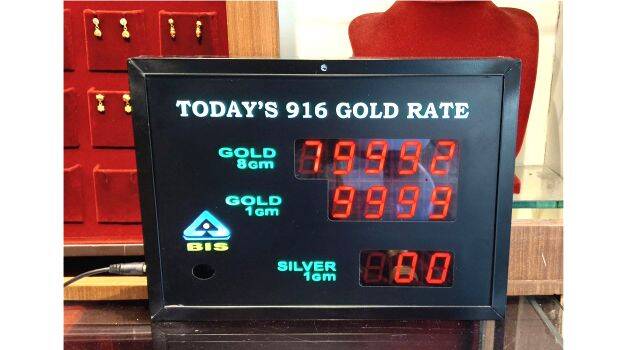 TODAY'S 916 GOLD RATE
GOLD 8GM 79992
GOLD 1GM 9999
BIS
SILVER 1GM 00